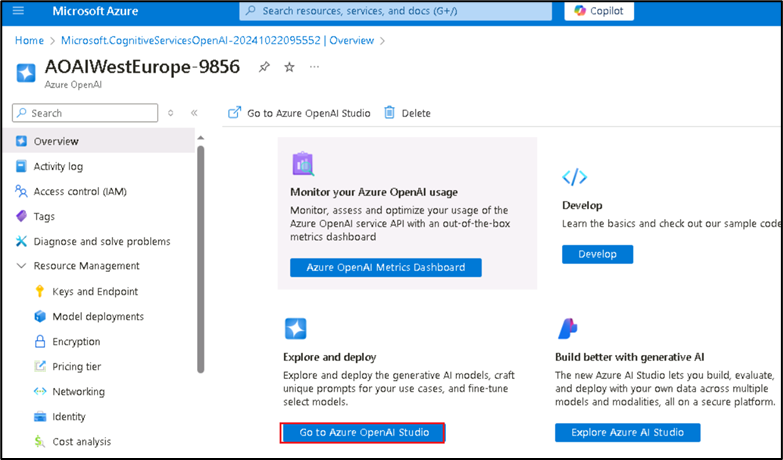 Microsoft Azure
Search resources, services, and docs (G+/)
Copilot
Home > Microsoft.CognitiveServicesOpenAI-20241022095552 | Overview >
AOAIWestEurope-9856
Azure OpenAI
Search
Go to Azure OpenAI Studio
Delete
Overview
Activity log
Access control (IAM)
Tags
Diagnose and solve problems
Resource Management
Keys and Endpoint
Model deployments
Encryption
Pricing tier
Networking
Identity
Cost analysis
Monitor your Azure OpenAI usage
Monitor, assess and optimize your usage of the
Azure OpenAI service API with an out-of-the-box
metrics dashboard
Azure OpenAI Metrics Dashboard
Develop
Learn the basics and check out our sample code
Develop
Explore and deploy
Explore and deploy the generative AI models, craft
unique prompts for your use cases, and fine-tune
select models.
Go to Azure OpenAI Studio
Build better with generative AI
The new Azure AI Studio lets you build, evaluate,
and deploy with your own data across multiple
models and modalities, all on a secure platform.
Explore Azure AI Studio